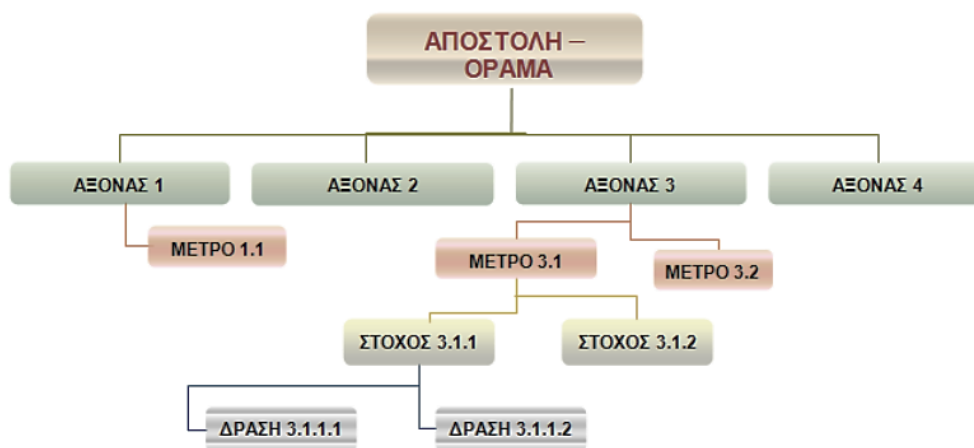 ΑΠΟΣΤΟΛΗ –
ΟΡΑΜΑ
ΑΞΟΝΑΣ 1
ΑΞΟΝΑΣ 2
ΑΞΟΝΑΣ 3
ΑΞΟΝΑΣ 4
ΜΕΤΡΟ 1.1
ΜΕΤΡΟ 3.1
ΜΕΤΡΟ 3.2
ΣΤΟΧΟΣ 3.1.1
ΣΤΟΧΟΣ 3.1.2
ΔΡΑΣΗ 3.1.1.1
ΔΡΑΣΗ 3.1.1.2